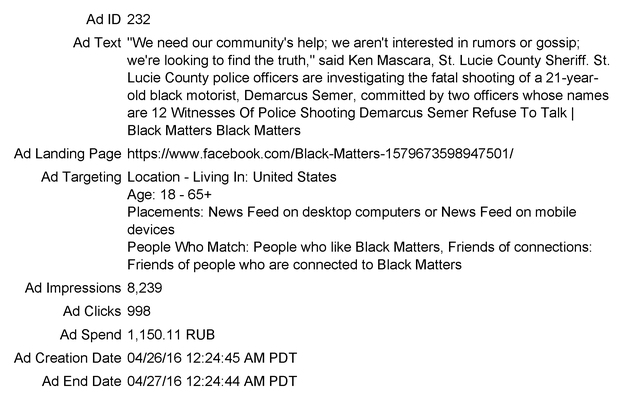 Ad ID 232
Ad Text "We need our community's help; we aren't interested in rumors or gossip;
we're looking to find the truth," said Ken Mascara, St. Lucie County Sheriff. St.
Lucie County police officers are investigating the fatal shooting of a 21-year-
old black motorist, Demarcus Semer, committed by two officers whose names
are 12 Witnesses Of Police Shooting Demarcus Semer Refuse To Talk |
Black Matters Black Matters
Ad Landing Page https://www.facebook.com/Black-Matters-1579673598947501/
Ad Targeting Location - Living In: United States
Age: 18 - 65+
Placements: News Feed on desktop computers or News Feed on mobile
devices
People Who Match: People who like Black Matters, Friends of connections:
Friends of people who are connected to Black Matters
Ad Impressions 8,239
Ad Clicks 998
Ad Spend 1,150.11 RUB
Ad Creation Date 04/26/16 12:24:45 AM PDT
Ad End Date 04/27/16 12:24:44 AM PDT